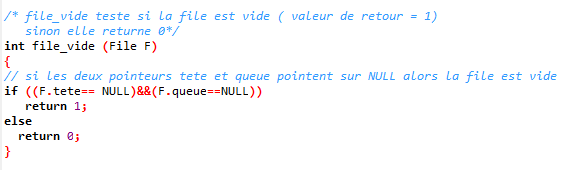 /* file_vide teste si la file est vide ( valeur de retour = 1)
sinon elle returne 0*/
int file_vide (File F)
{
// si les deux pointeurs tete et queue pointent sur NULL alors la file est vide
if ((F.tete== NULL)&&(F.queue==NULL))
return 1;
else
return 0;
}